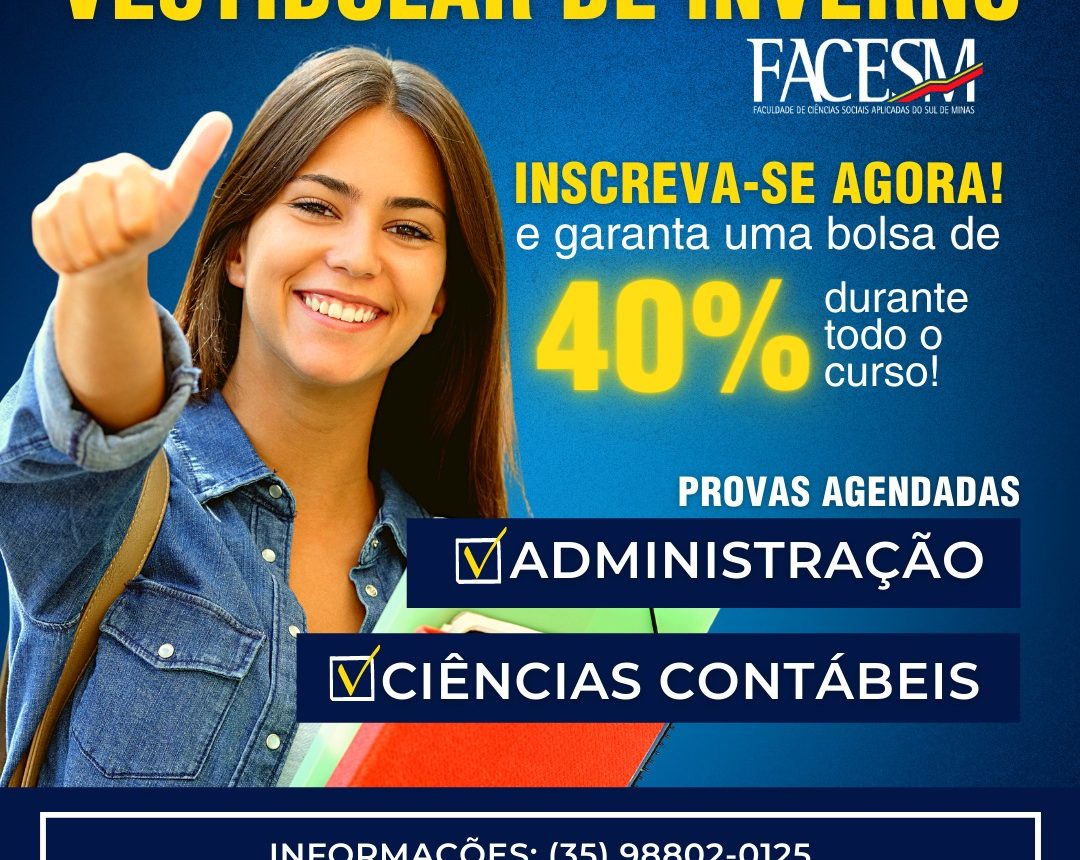 VESTIBULAR DE INVERNO
FACESM
FACULDADE DE CIÊNCIAS SOCIAIS APLICADAS DO SUL DE MINAS
INSCREVA-SE AGORA!
e garanta uma bolsa de
40%
durante
todo o
curso!
PROVAS AGENDADAS
ADMINISTRAÇÃO
CIÊNCIAS CONTÁBEIS
INFORMAÇÕES: (35) 98802-0125